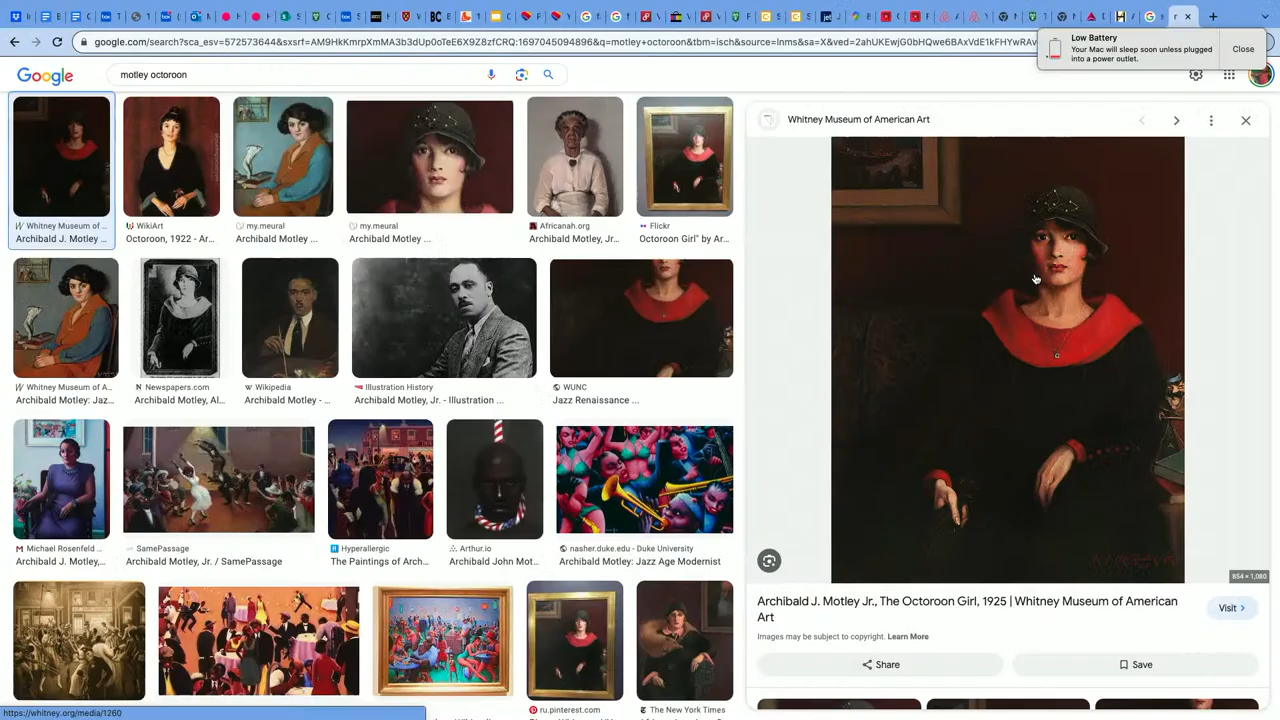 google.com/search?sca_esv=572573644&sxsrf=AM9HkKmrpXmMA3b3dUp0oTeE6X9Z8zfCRQ:1697045094896&q=motley+octoroon&tbm=isch&source=lnms&sa=X&ved=2ahUKEwjG0bHQwe6BAxVdE1kFHYwRAv
Low Battery
Your Mac will sleep soon unless plugged
into a power outlet.
Close
Google
motley octoroon
Whitney Museum of ...
Archibald J. Motley ...
WikiArt
Octoroon, 1922 - Ar...
my.meural
Archibald Motley ...
my.meural
Archibald Motley ...
Africanah.org
Archibald Motley, Jr...
Flickr
Octoroon Girl" by Ar...
Whitney Museum of A...
Archibald Motley: Jaz...
Newspapers.com
Archibald Motley, Al...
Wikipedia
Archibald Motley - ...
Illustration History
Archibald Motley, Jr. - Illustration ...
WUNC
Jazz Renaissance ...
Michael Rosenfeld ...
Archibald J. Motley,...
SamePassage
Archibald Motley, Jr. / SamePassage
Hyperallergic
The Paintings of Arch...
Arthur.io
Archibald John Mot...
nasher.duke.edu - Duke University
Archibald Motley: Jazz Age Modernist
ru.pinterest.com
The New York Times
https://whitney.org/media/1260
Whitney Museum of American Art
854 × 1,080
Archibald J. Motley Jr., The Octoroon Girl, 1925 | Whitney Museum of American
Art
Visit
Images may be subject to copyright. Learn More
Share
Save